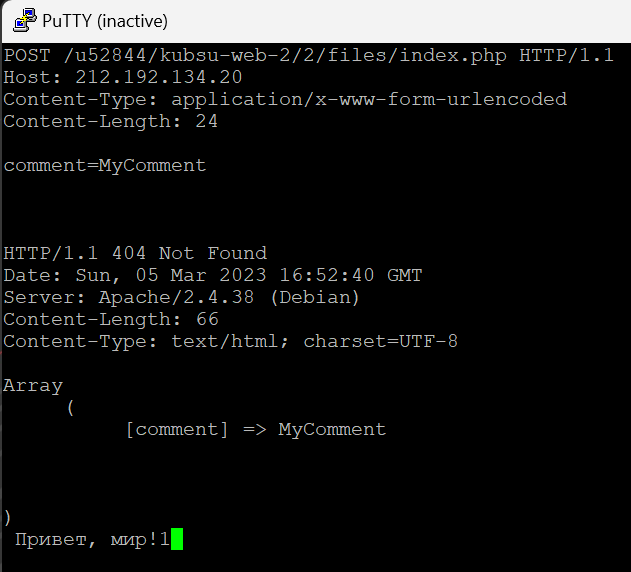 PuTTY (inactive)
POST /u52844/kubsu-web-2/2/files/index.php HTTP/1.1
Host: 212.192.134.20
Content-Type: application/x-www-form-urlencoded
Content-Length: 24
comment=MyComment
HTTP/1.1 404 Not Found
Date: Sun, 05 Mar 2023 16:52:40 GMT
Server: Apache/2.4.38 (Debian)
Content-Length: 66
Content-Type: text/html; charset=UTF-8
Array
(
[comment] => MyComment
)
Привет, мир!1